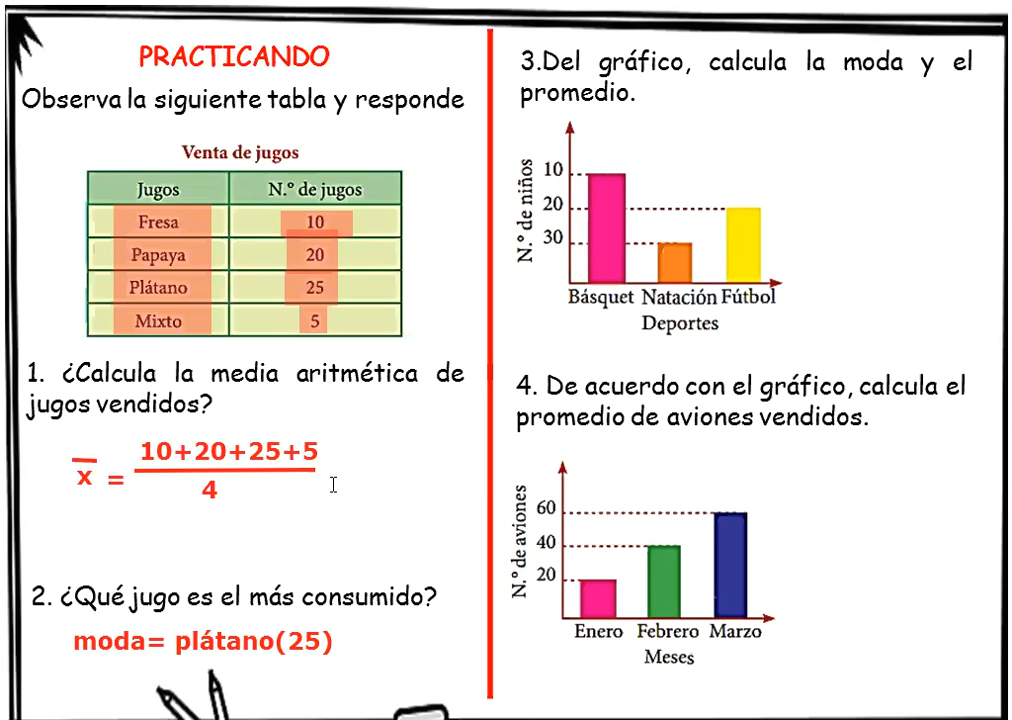 PRACTICANDO
Observa la siguiente tabla y responde
Venta de jugos
Jugos N.º de jugos
Fresa 10
Papaya 20
Plátano 25
Mixto 5
1. ¿Calcula la media aritmética de
jugos vendidos?
10+20+25+5
x =
4
2. ¿Qué jugo es el más consumido?
moda= plátano(25)
3.Del gráfico, calcula la moda y el
promedio.
N.º de niños
10
20
30
Básquet Natación Fútbol
Deportes
4. De acuerdo con el gráfico, calcula el
promedio de aviones vendidos.
N.º de aviones
60
40
20
Enero Febrero Marzo
Meses